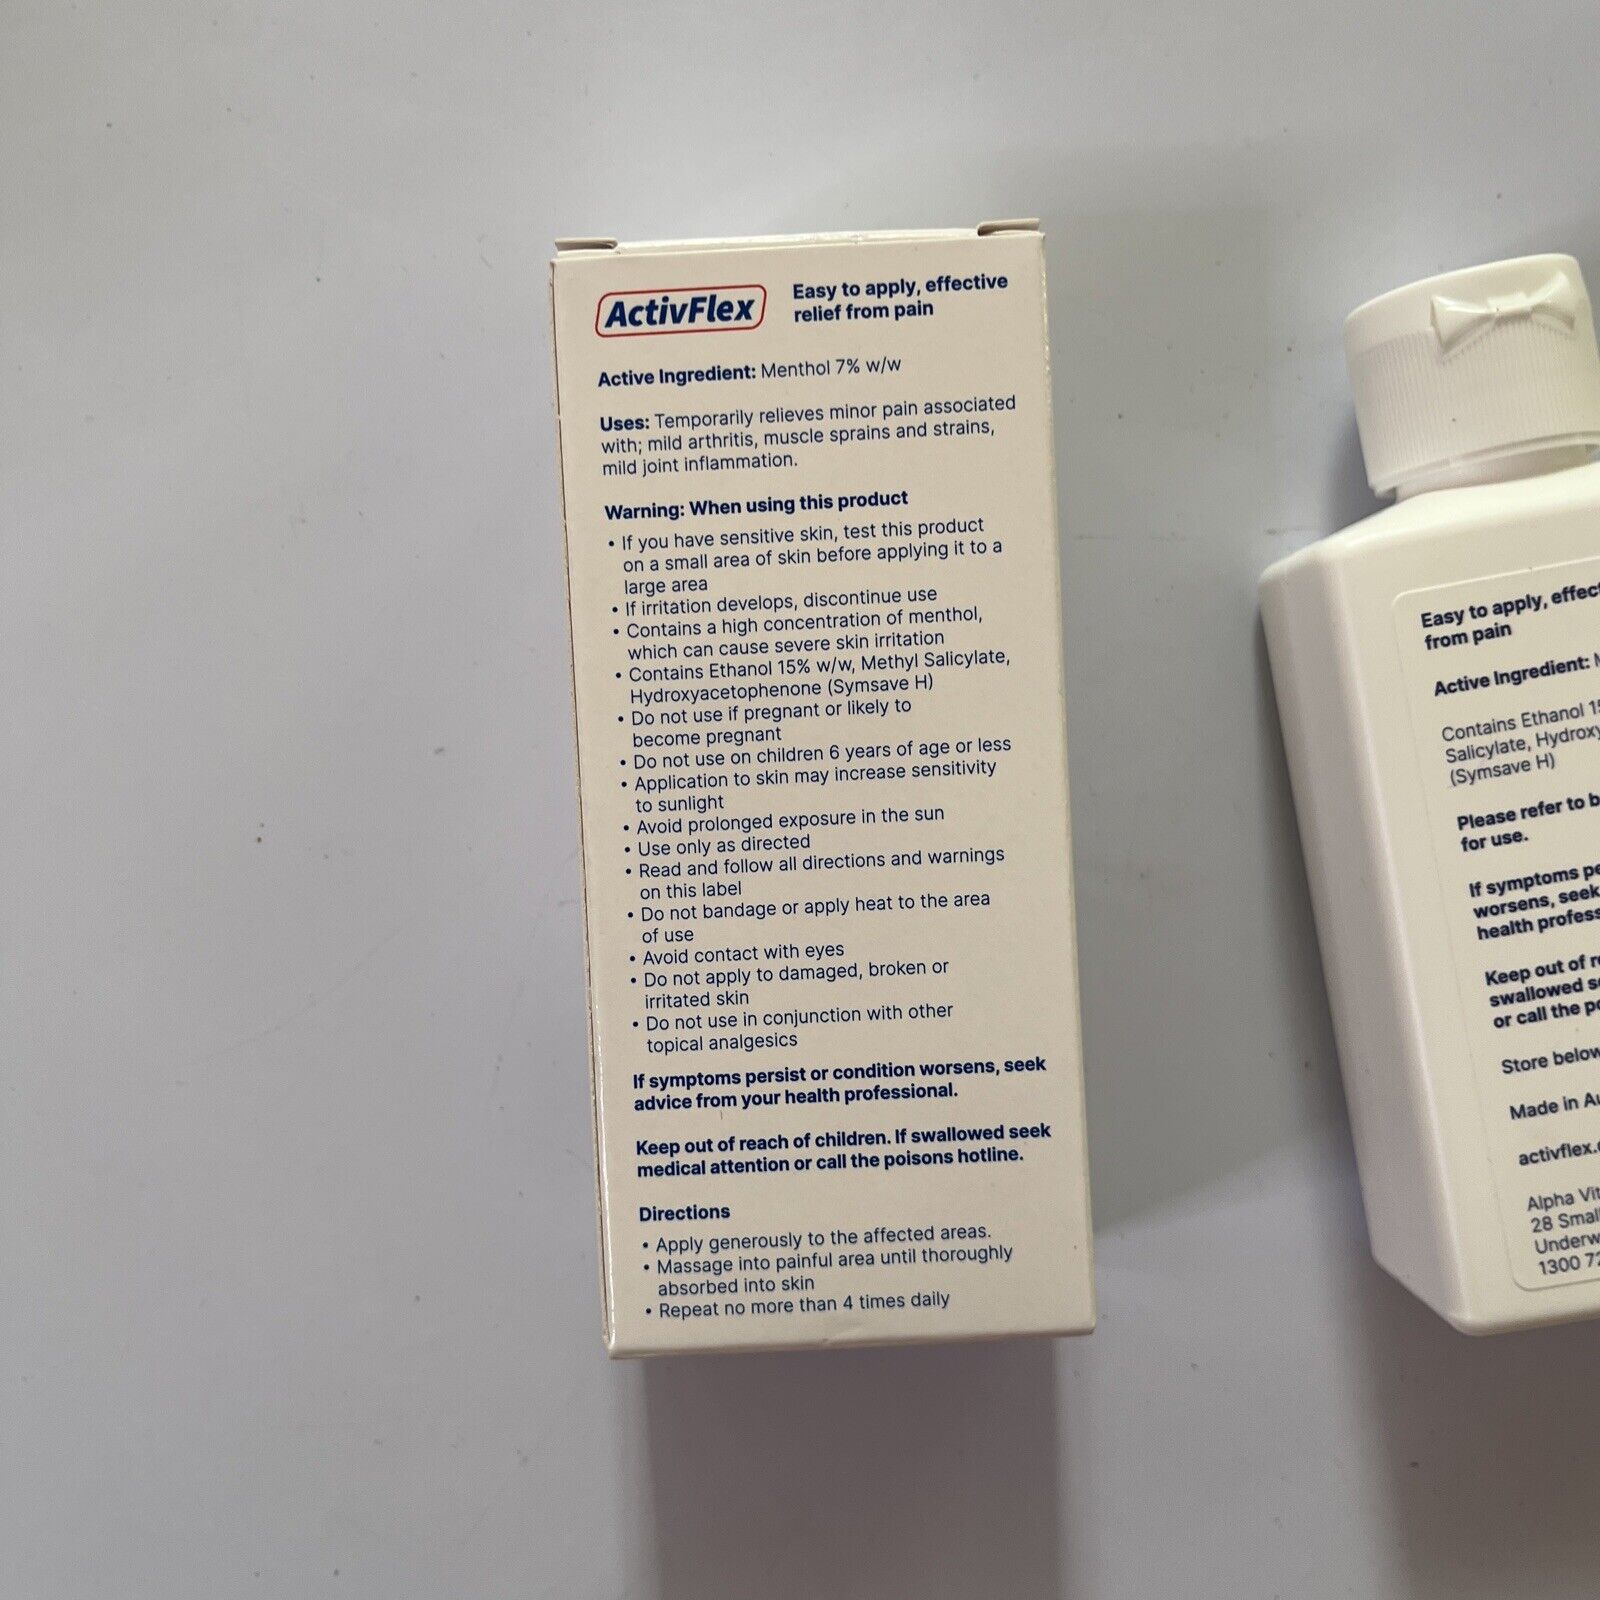 ActivFlex
Easy to apply, effective
relief from pain
Active Ingredient: Menthol 7% w/w
Uses: Temporarily relieves minor pain associated
with; mild arthritis, muscle sprains and strains,
mild joint inflammation.
Warning: When using this product
• If you have sensitive skin, test this product
on a small area of skin before applying it to a
large area
• If irritation develops, discontinue use
• Contains a high concentration of menthol,
which can cause severe skin irritation
• Contains Ethanol 15% w/w, Methyl Salicylate,
Hydroxyacetophenone (Symsave H)
• Do not use if pregnant or likely to
become pregnant
• Do not use on children 6 years of age or less
• Application to skin may increase sensitivity
to sunlight
• Avoid prolonged exposure in the sun
• Use only as directed
• Read and follow all directions and warnings
on this label
• Do not bandage or apply heat to the area
of use
• Avoid contact with eyes
• Do not apply to damaged, broken or
irritated skin
• Do not use in conjunction with other
topical analgesics
If symptoms persist or condition worsens, seek
advice from your health professional.
Keep out of reach of children. If swallowed seek
medical attention or call the poisons hotline.
Directions
• Apply generously to the affected areas.
• Massage into painful area until thoroughly
absorbed into skin
• Repeat no more than 4 times daily
Easy to apply,
from pain
Active Ingredient:
Contains Ethanol
Salicylate,
(Symsave H)
Please refer to
for use.
If symptoms
worsens, seek
health
Keep out of
swallowed
or call the
Store below
Made in
Alpha
28
1300